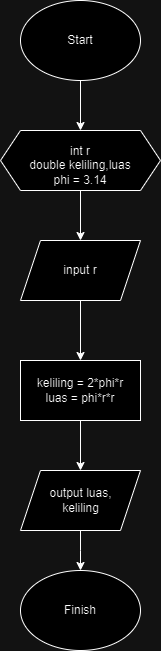 Start
int r
double keliling,luas
phi = 3.14
input r
keliling = 2*phi*r
luas = phi*r*r
output luas,
keliling
Finish